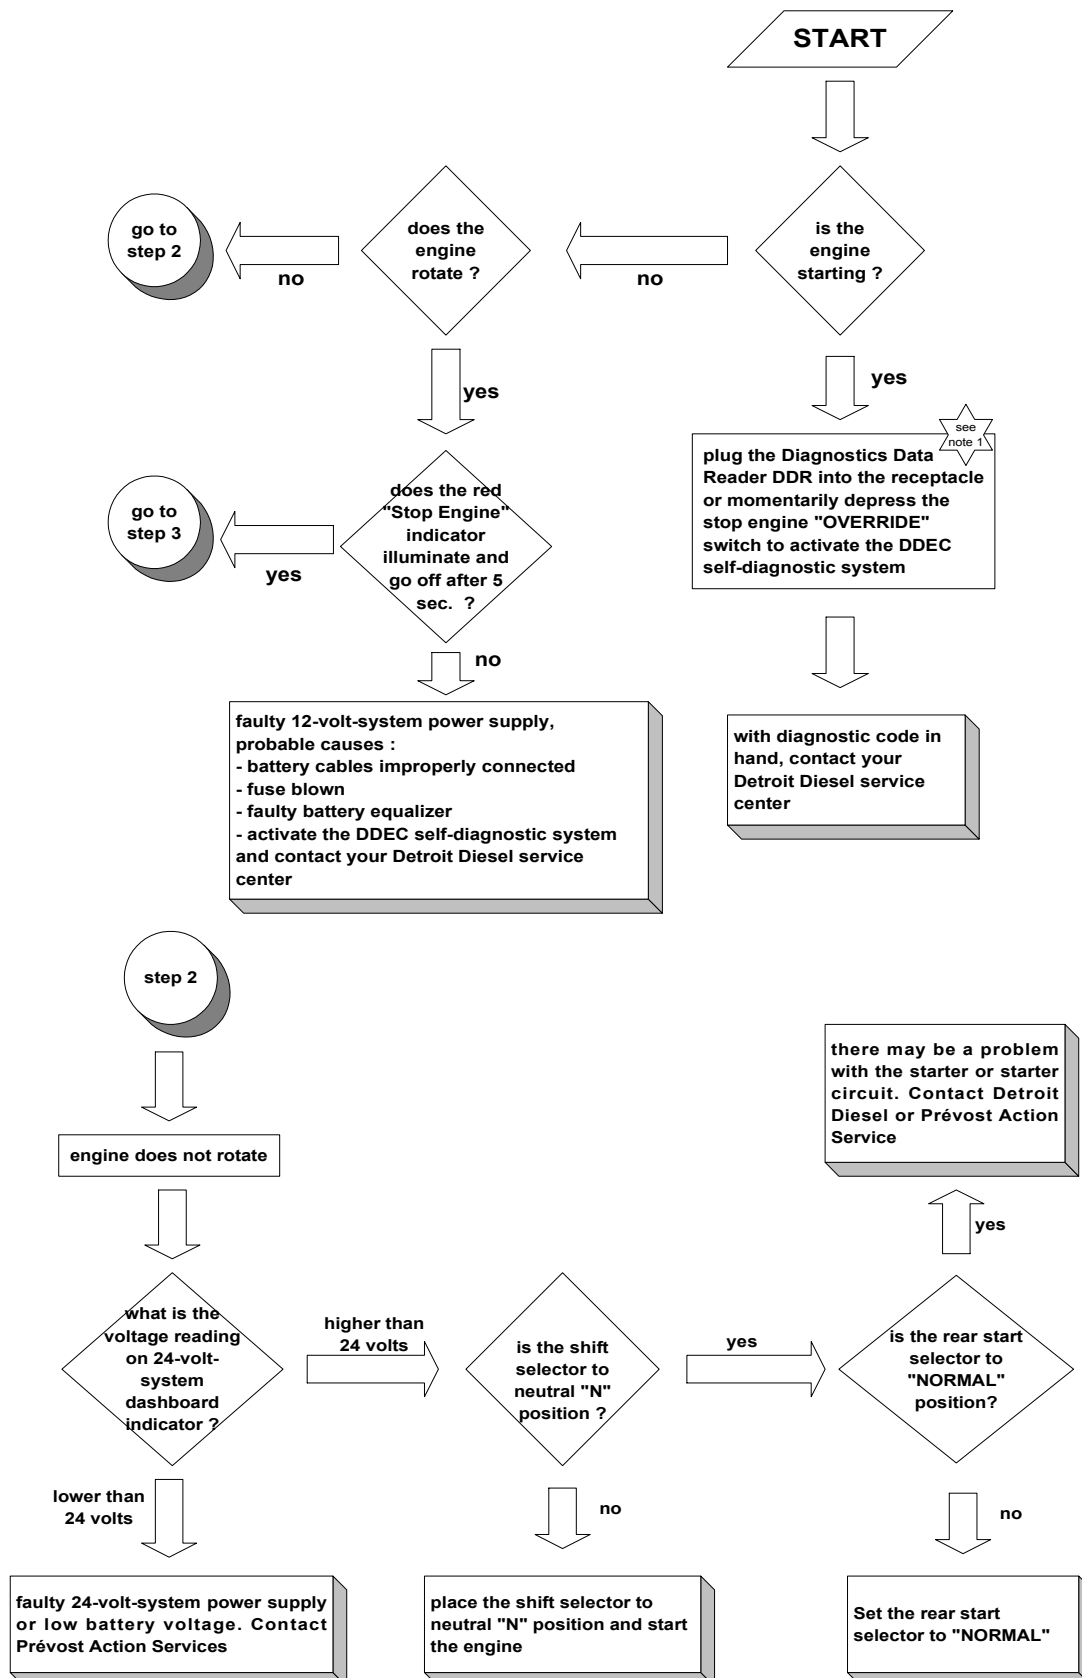 START
is the
engine
starting ?
no
does the
engine
rotate ?
no
go to
step 2
yes
yes
see
note 1
plug the Diagnostics Data
Reader DDR into the receptacle
or momentarily depress the
stop engine "OVERRIDE"
switch to activate the DDEC
self-diagnostic system
does the red
"Stop Engine"
indicator
illuminate and
go off after 5
sec. ?
yes
go to
step 3
no
faulty 12-volt-system power supply,
probable causes :
- battery cables improperly connected
- fuse blown
- faulty battery equalizer
- activate the DDEC self-diagnostic system
and contact your Detroit Diesel service
center
with diagnostic code in
hand, contact your
Detroit Diesel service
center
step 2
engine does not rotate
what is the
voltage reading
on 24-volt-
system
dashboard
indicator ?
higher than
24 volts
is the shift
selector to
neutral "N"
position ?
yes
is the rear start
selector to
"NORMAL"
position?
yes
there may be a problem
with the starter or starter
circuit. Contact Detroit
Diesel or Prévost Action
Service
lower than
24 volts
no
no
faulty 24-volt-system power supply
or low battery voltage. Contact
Prévost Action Services
place the shift selector to
neutral "N" position and start
the engine
Set the rear start
selector to "NORMAL"